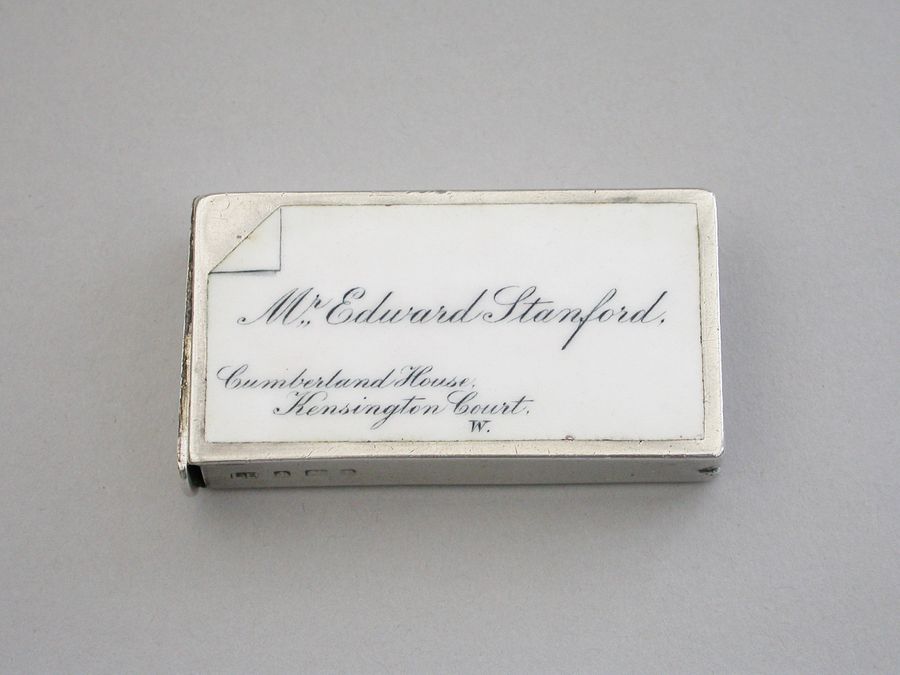 Mr. Edward Stanford.
Cumberland House.
Kensington Court.
W.